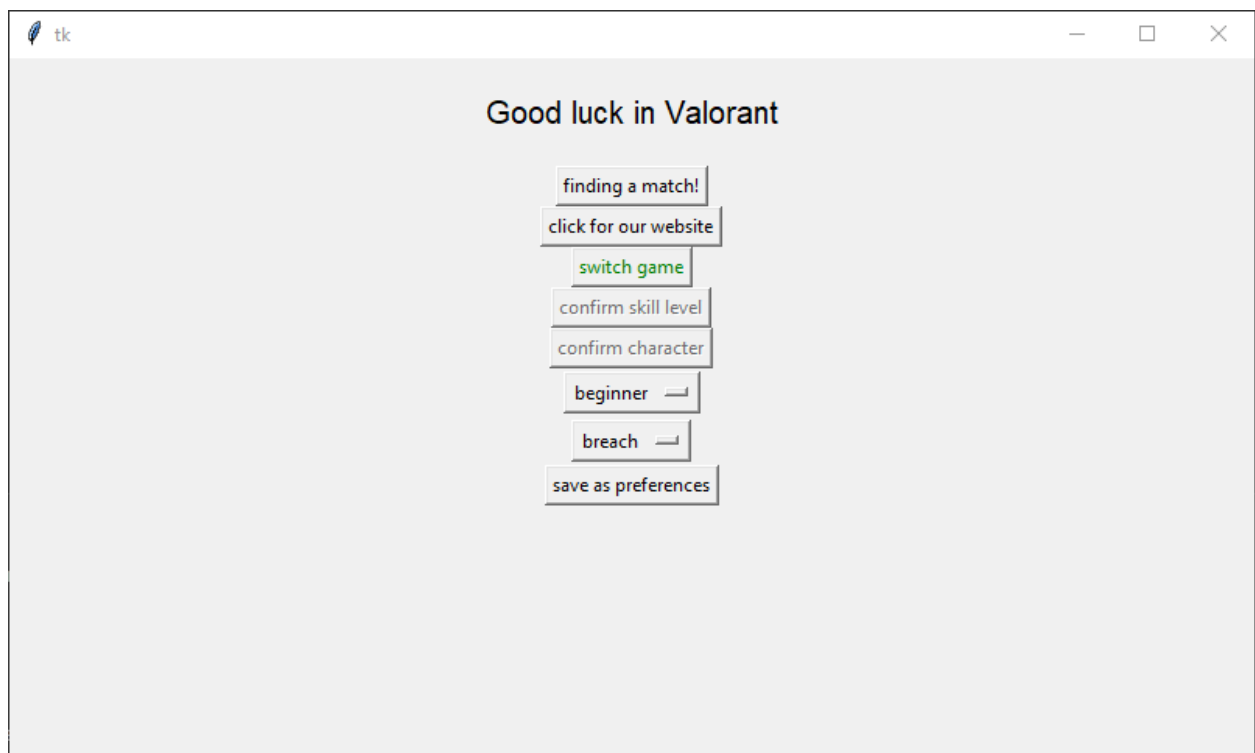 tk
Good luck in Valorant
finding a match!
click for our website
switch game
confirm skill level
confirm character
beginner
breach
save as preferences